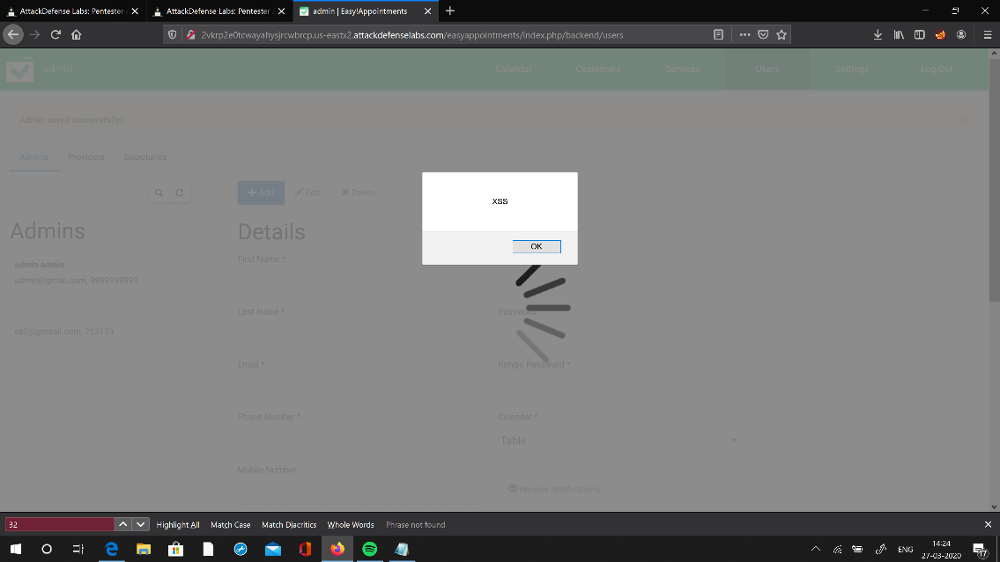 AttackDefense Labs: Pentester
AttackDefense Labs: Pentester
admin | Easy!Appointments
2vkrp2e0tcwayahysjrcwbrcp.us-eastx2.attackdefenselabs.com/easyappointments/index.php/backend/users
admin
Calendar
Customers
Services
Users
Settings
Log Out
Admin saved successfully!
Admins
Providers
Secretaries
Add
Edit
Delete
Admins
Details
admin admin
admin@gmail.com, 9999999999
se2@gmaail.com, 213123
First Name *
Last Name *
Password
Email *
Retype Password *
Phone Number *
Calendar *
Table
Mobile Number
Receive Notifications
XSS
OK
32
Highlight All
Match Case
Match Diacritics
Whole Words
Phrase not found
ENG
14:24
27-03-2020
17